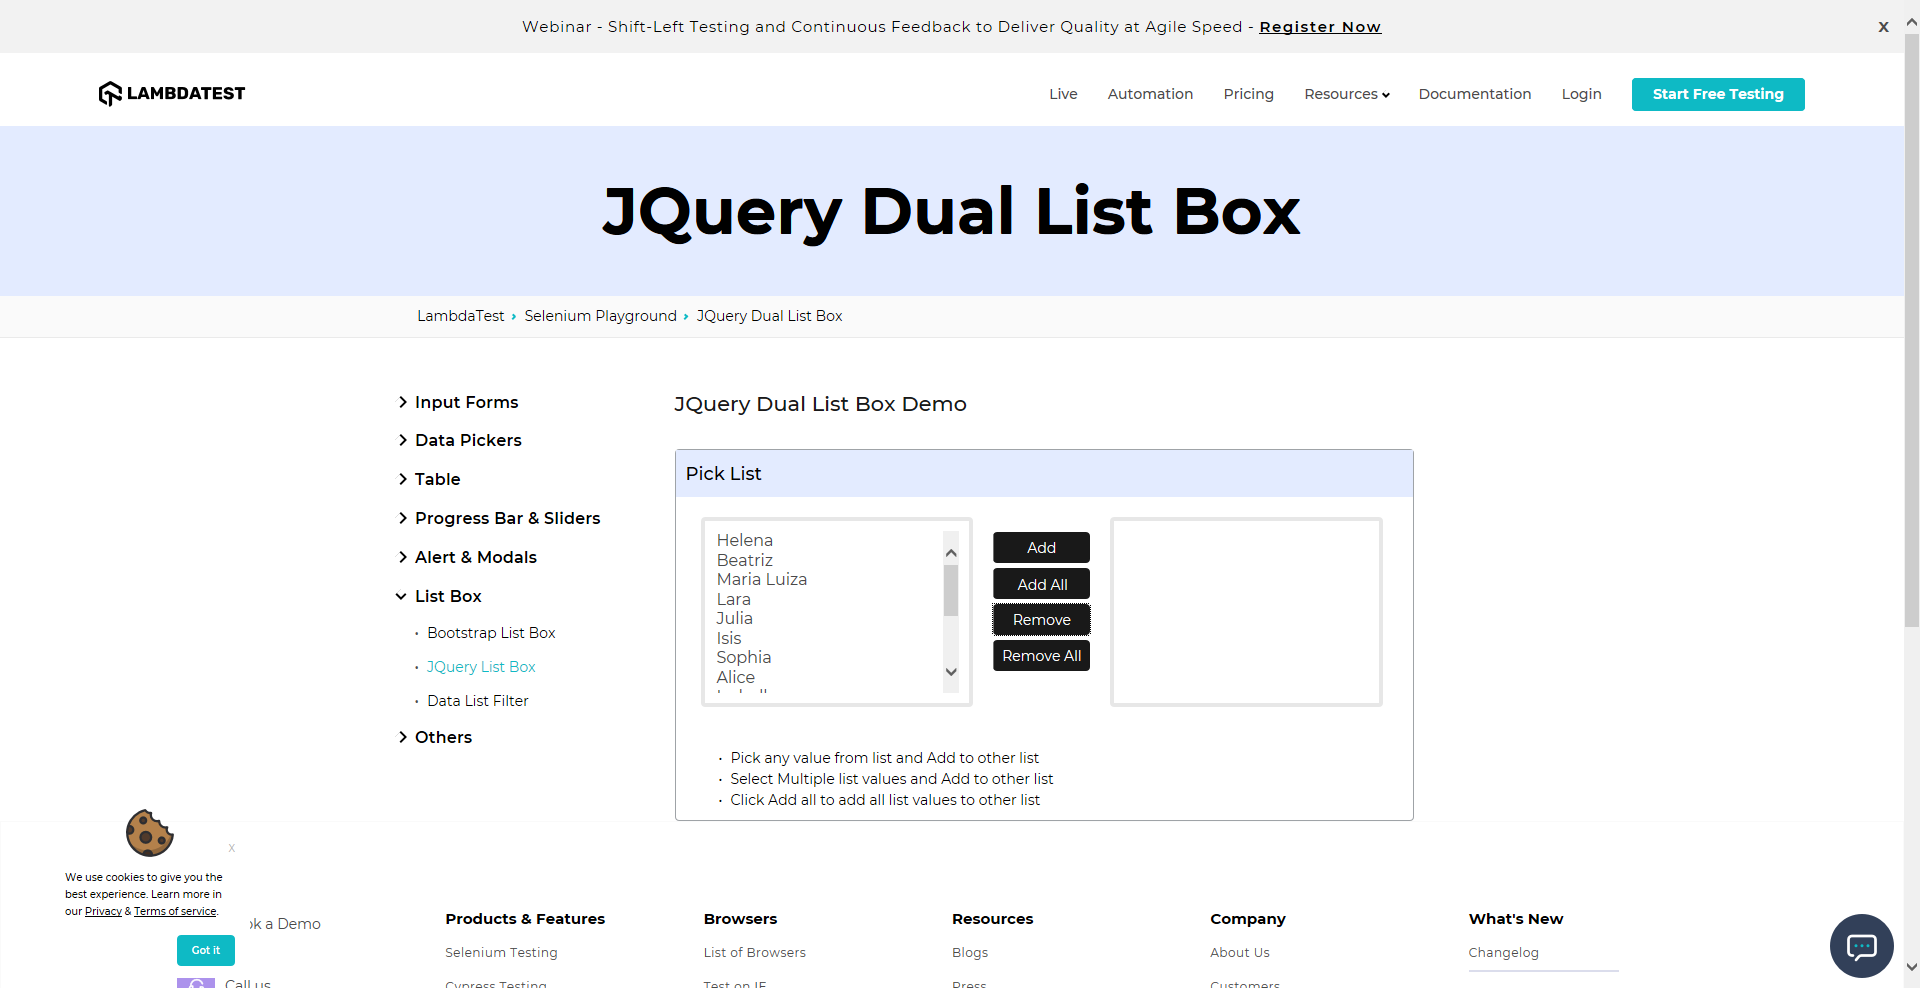 Webinar - Shift-Left Testing and Continuous Feedback to Deliver Quality at Agile Speed - Register Now
X
LAMBDATEST
Live
Automation
Pricing
Resources
Documentation
Login
Start Free Testing
JQuery Dual List Box
LambdaTest › Selenium Playground › JQuery Dual List Box
Input Forms
Data Pickers
Table
Progress Bar & Sliders
Alert & Modals
List Box
Bootstrap List Box
JQuery List Box
Data List Filter
Others
JQuery Dual List Box Demo
Pick List
Helena
Beatriz
Maria Luiza
Lara
Julia
Isis
Sophia
Alice
Add
Add All
Remove
Remove All
· Pick any value from list and Add to other list
· Select Multiple list values and Add to other list
· Click Add all to add all list values to other list
X
We use cookies to give you the
best experience. Learn more in
our Privacy & Terms of service.
Got it
k a Demo
Call us
Products & Features
Selenium Testing
Cypress Testing
Browsers
List of Browsers
Test on IE
Resources
Blogs
Press
Company
About Us
Customers
What's New
Changelog